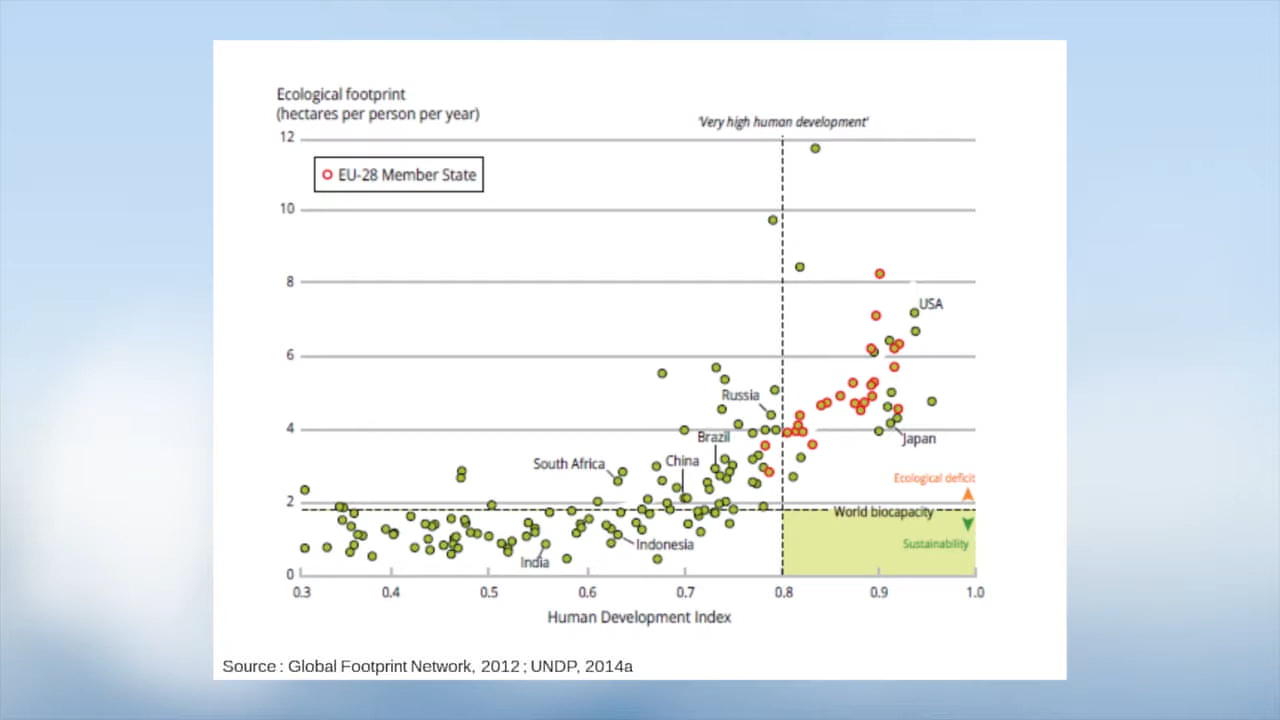 Ecological footprint
(hectares per person per year)
'Very high human development'
12
EU-28 Member State
10
8
USA
6
Russia
4
Brazil
Japan
South Africa
China
Ecological deficit
2
World biocapacity
Indonesia
Sustainability
India
0
0.3 0.4 0.5 0.6 0.7 0.8 0.9 1.0
Human Development Index
Source : Global Footprint Network, 2012 ; UNDP, 2014a